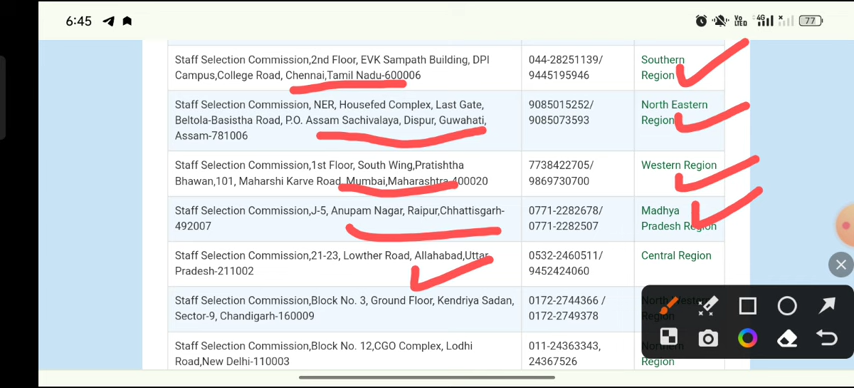 6:45
Vo
LTED
4G
77
Staff Selection Commission,2nd Floor, EVK Sampath Building, DPI
Campus,College Road, Chennai,Tamil Nadu-600006
044-28251139/
9445195946
Southern
Region
Staff Selection Commission, NER, Housefed Complex, Last Gate,
Beltola-Basistha Road, P.O. Assam Sachivalaya, Dispur, Guwahati,
Assam-781006
9085015252/
9085073593
North Eastern
Region
Staff Selection Commission,1st Floor, South Wing,Pratishtha
Bhawan,101, Maharshi Karve Road, Mumbai,Maharashtra-400020
7738422705/
9869730700
Western Region
Staff Selection Commission,J-5, Anupam Nagar, Raipur,Chhattisgarh-
492007
0771-2282678/
0771-2282507
Madhya
Pradesh Region
Staff Selection Commission,21-23, Lowther Road, Allahabad,Uttar
Pradesh-211002
0532-2460511/
9452424060
Central Region
Staff Selection Commission,Block No. 3, Ground Floor, Kendriya Sadan,
Sector-9, Chandigarh-160009
0172-2744366 /
0172-2749378
North
Region
Staff Selection Commission,Block No. 12,CGO Complex, Lodhi
Road,New Delhi-110003
011-24363343,
24367526
Region